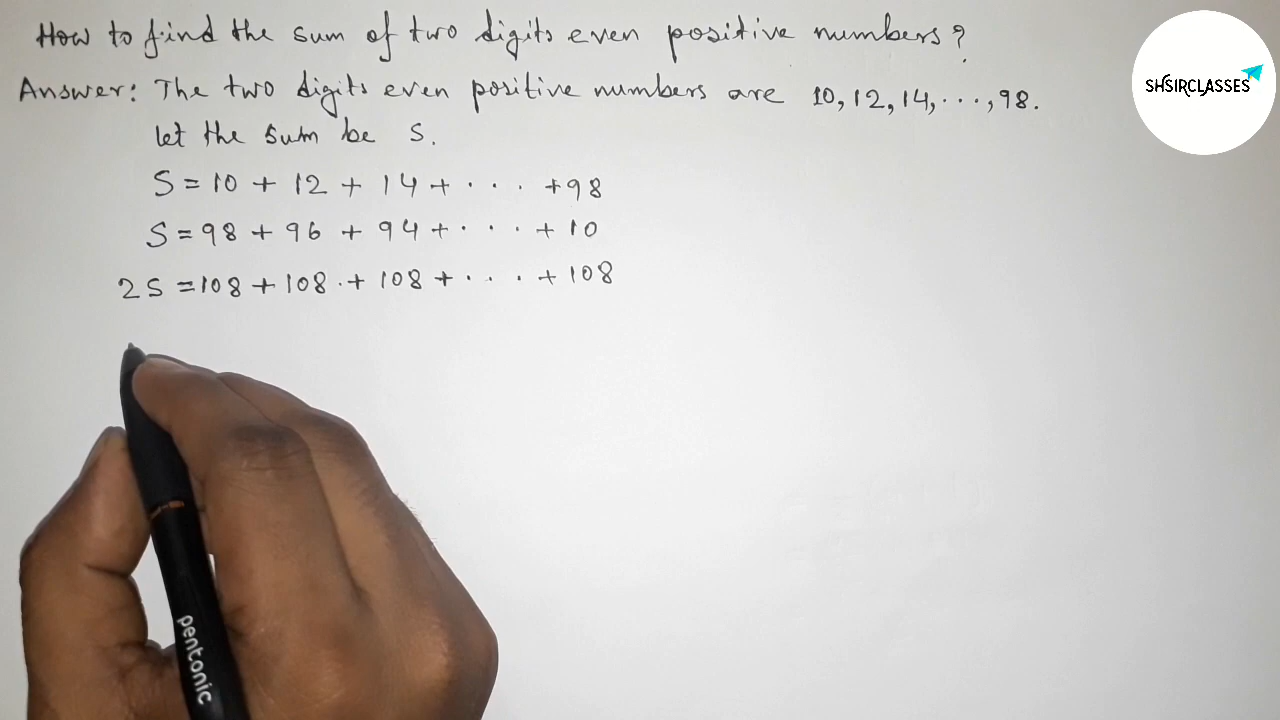 How to find the sum of two digits even positive numbers?
Answer: The two digits even positive numbers are 10, 12, 14, ..., 98.
let the sum be S.
S = 10 + 12 + 14 + . . . + 98
S = 98 + 96 + 94 + . . . + 10
2S = 108 + 108 + 108 + . . . + 108
SHSIRCLASSES
pentonic